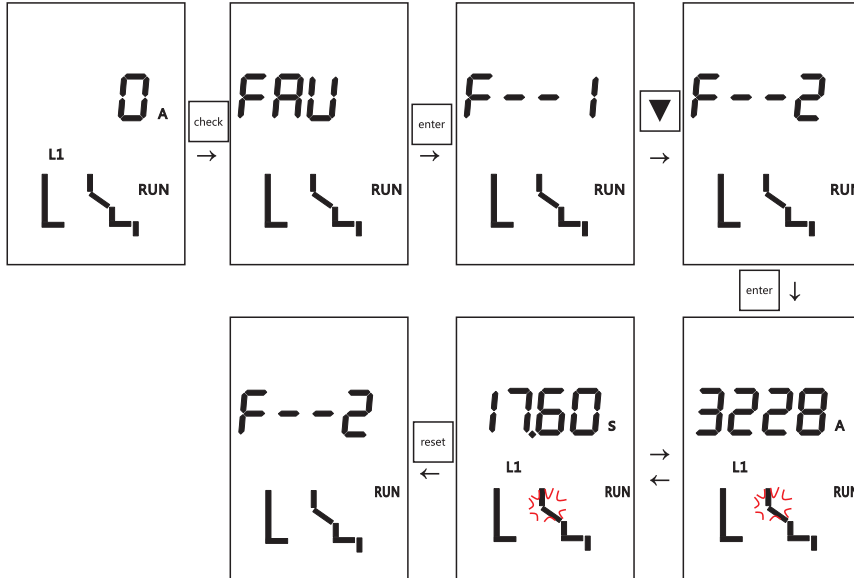 0 A
L1
RUN
check
→
FAU
RUN
enter
→
F--1
RUN
▼
→
F--2
RUN
enter ↓
3228 A
L1
RUN
→
←
17.60 s
L1
RUN
reset
←
F--2
RUN